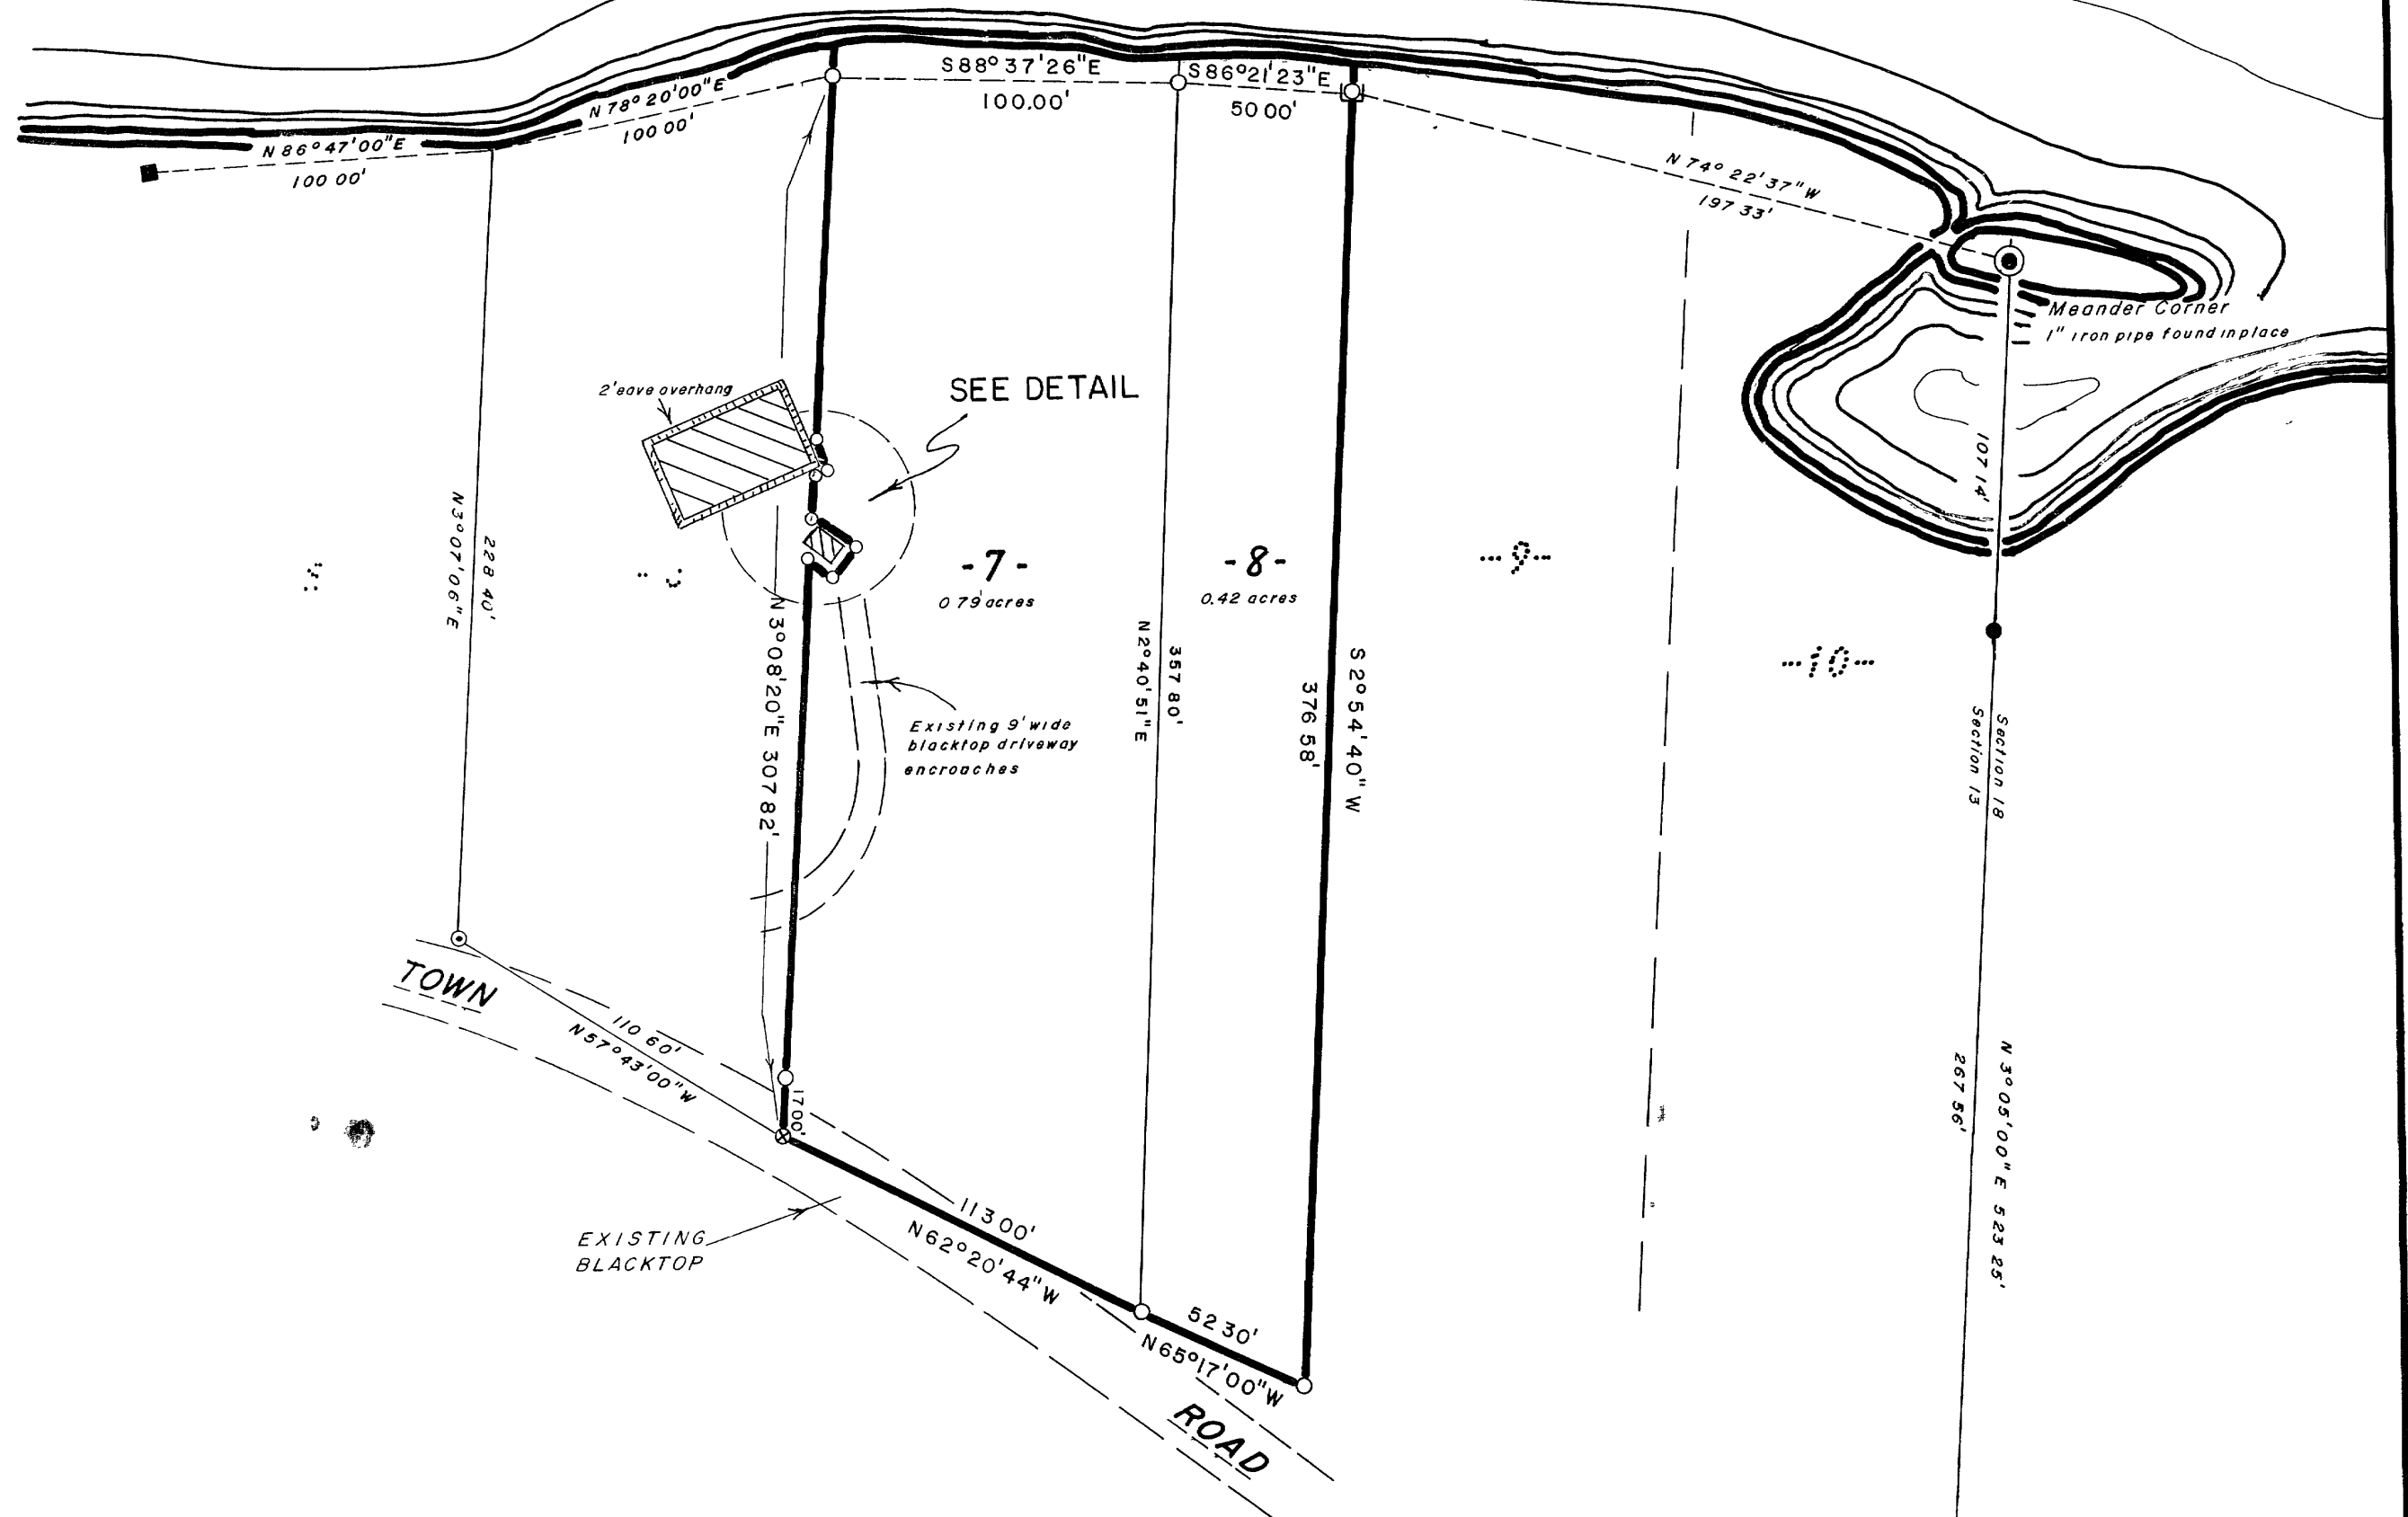 S88° 37'26"E
100.00'
S86°21'23"E
50 00'
N 78° 20'00"E
100 00'
N 86° 47'00"E
100 00'
N 74° 22'37"W
197 33'
Meander Corner
1" iron pipe found in place
2' eave overhang
SEE DETAIL
107 14'
N3°07'06"E
228 40'
-7-
0 79 acres
-8-
0.42 acres
-9-
-10-
N3°08'20"E 307 82'
N2°40'51"E
357 80'
S 2°54'40" W
376 58'
Existing 9' wide
blacktop driveway
encroaches
Section 18
Section 13
TOWN
110 60'
N57°43'00"W
17 00'
N 3°05'00"E 523 25'
267 56'
EXISTING
BLACKTOP
113 00'
N62°20'44"W
52 30'
N65°17'00"W
ROAD